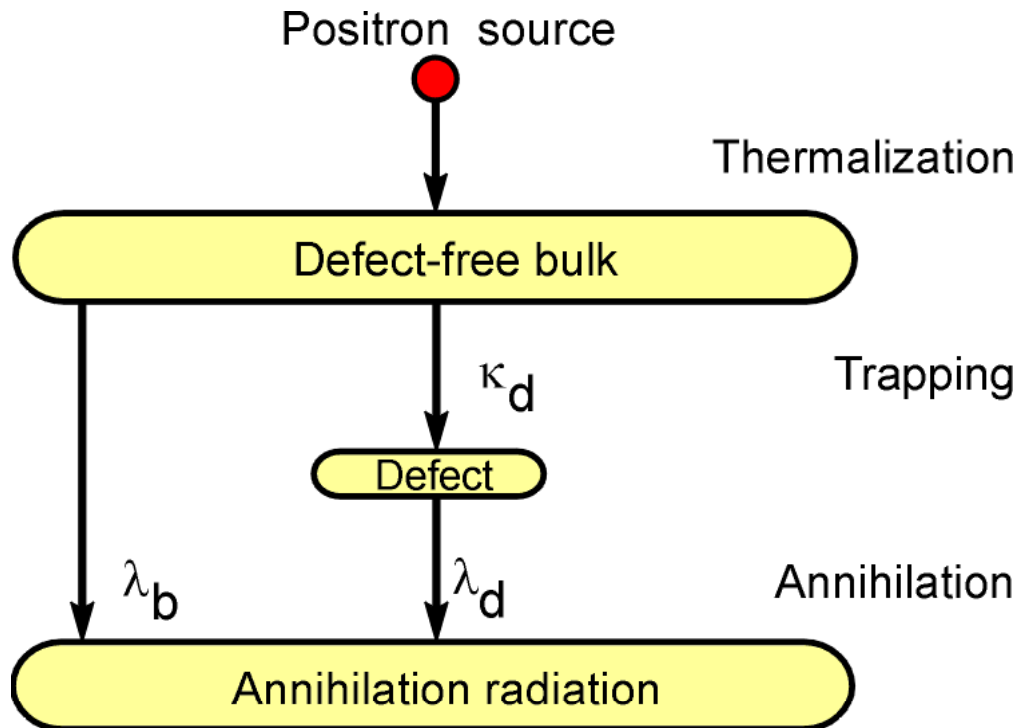 Positron source
Thermalization
Defect-free bulk
κd
Trapping
Defect
λb
λd
Annihilation
Annihilation radiation